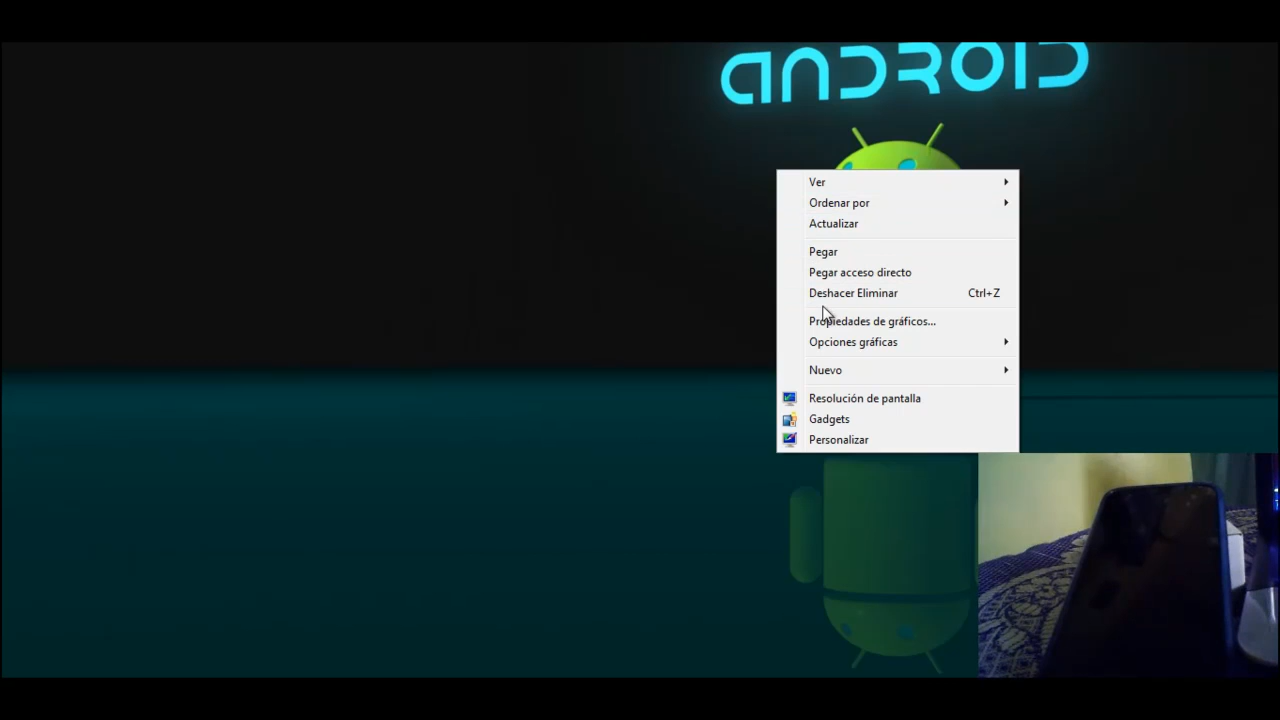 ANDROID
Ver
Ordenar por
Actualizar
Pegar
Pegar acceso directo
Deshacer Eliminar Ctrl+Z
Propiedades de gráficos...
Opciones gráficas
Nuevo
Resolución de pantalla
Gadgets
Personalizar